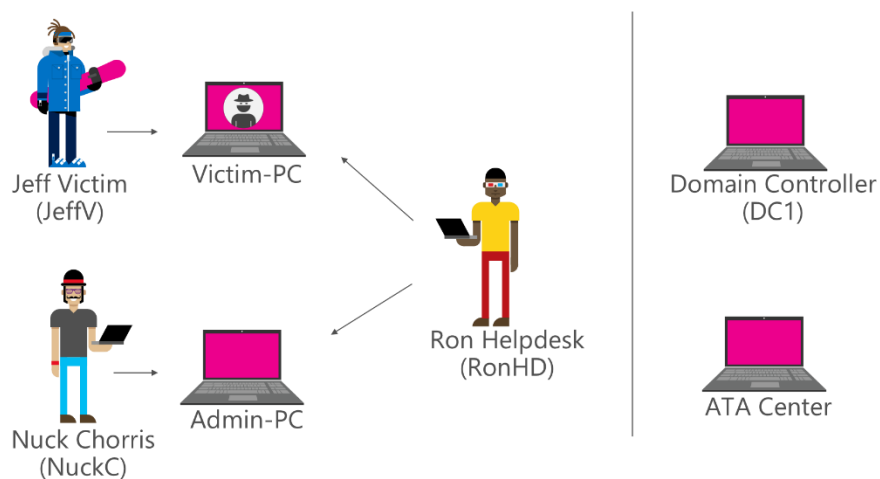 Jeff Victim
(JeffV)
Victim-PC
Domain Controller
(DC1)
Nuck Chorris
(NuckC)
Admin-PC
Ron Helpdesk
(RonHD)
ATA Center